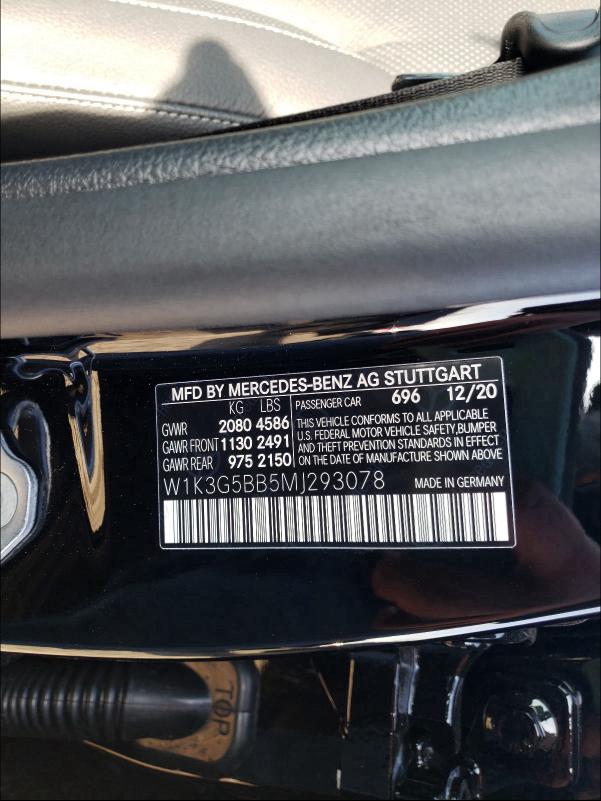 MFD BY MERCEDES-BENZ AG STUTTGART
KG LBS
GVWR 2080 4586
GAWR FRONT 1130 2491
GAWR REAR 975 2150
PASSENGER CAR 696 12/20
THIS VEHICLE CONFORMS TO ALL APPLICABLE
U.S. FEDERAL MOTOR VEHICLE SAFETY,BUMPER
AND THEFT PREVENTION STANDARDS IN EFFECT
ON THE DATE OF MANUFACTURE SHOWN ABOVE
W1K3G5BB5MJ293078 MADE IN GERMANY
TOP